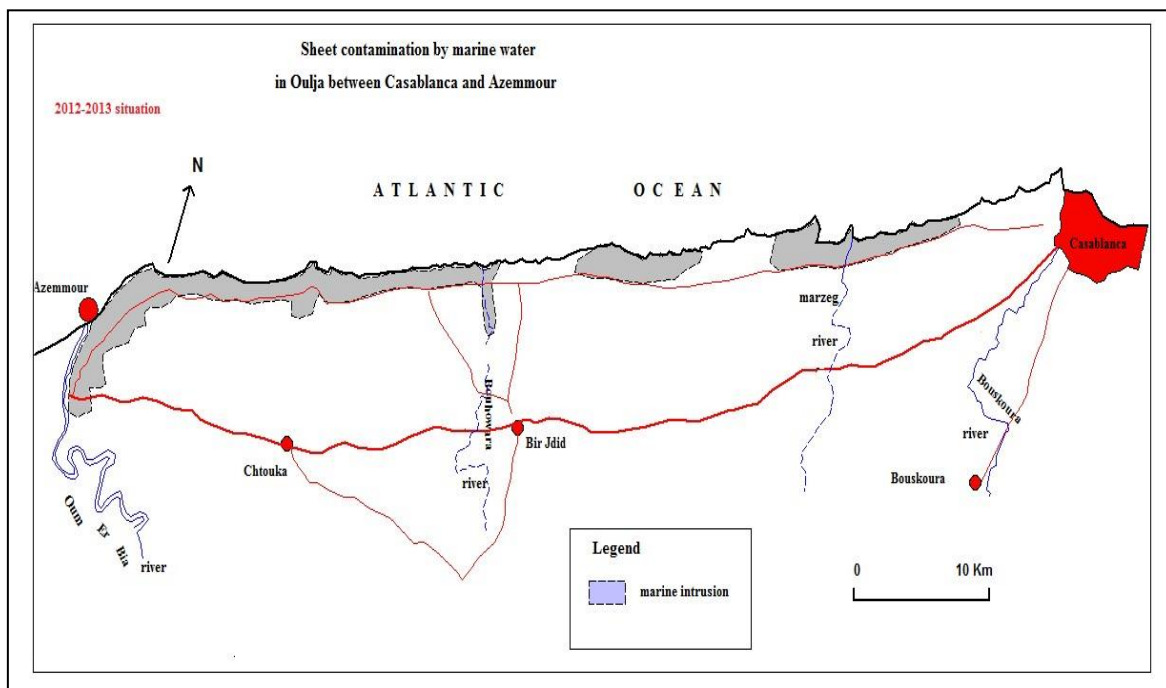 Sheet contamination by marine water
in Oulja between Casablanca and Azemmour
2012-2013 situation
N
ATLANTIC OCEAN
Casablanca
Azemmour
marzeg
river
Bouskoura
river
Bir Jdid
Chtouka
river
Bouskoura
Oum Er Bia
river
Legend
marine intrusion
0 10 Km